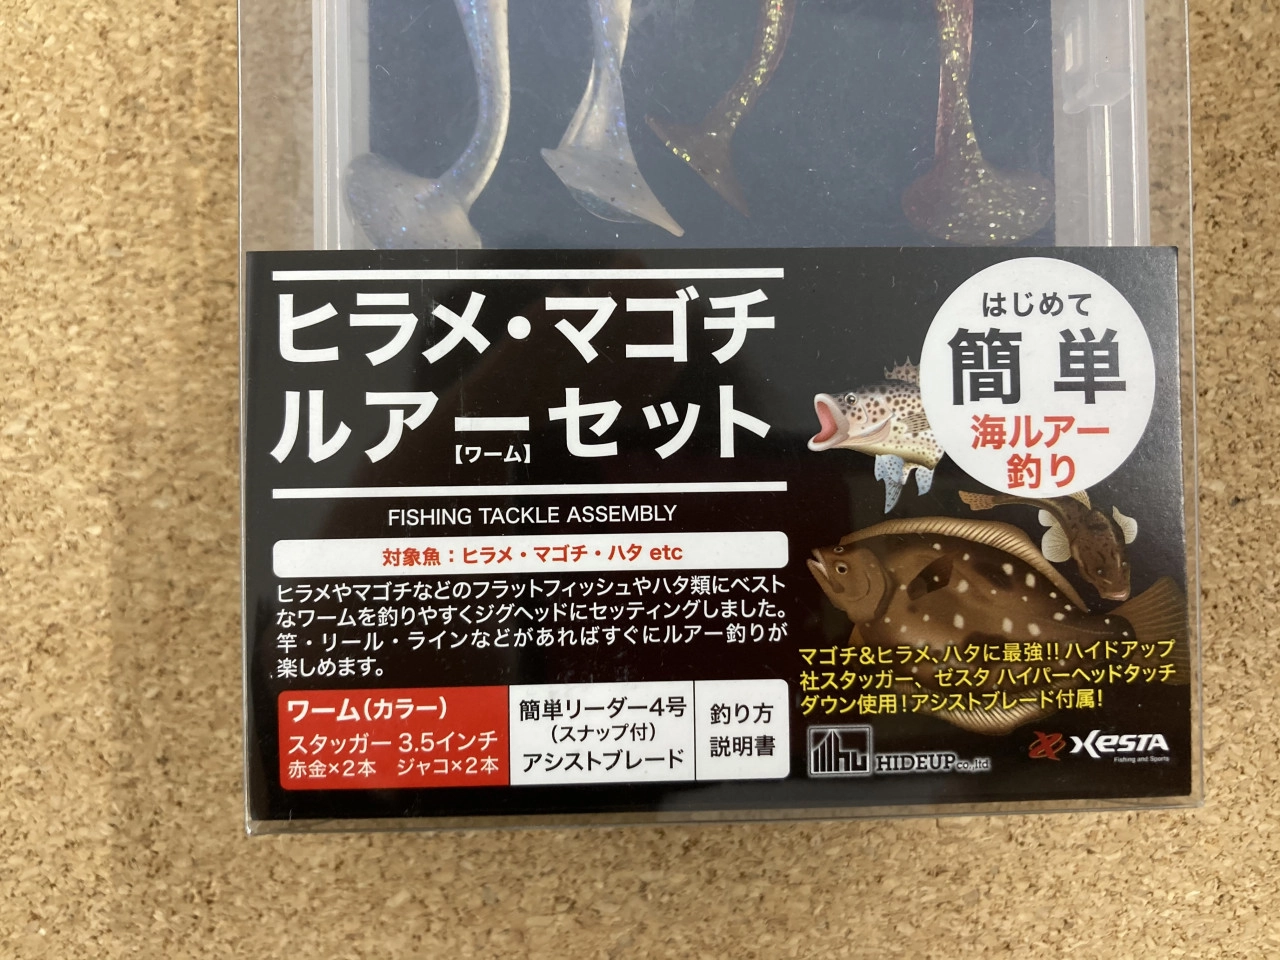 ヒラメ・マゴチ
ルアーセット
【ワーム】
FISHING TACKLE ASSEMBLY
対象魚：ヒラメ・マゴチ・ハタ etc
ヒラメやマゴチなどのフラットフィッシュやハタ類にベスト
なワームを釣りやすくジグヘッドにセッティングしました。
竿・リール・ラインなどがあればすぐにルアー釣りが
楽しめます。
ワーム（カラー）
スタッガー 3.5インチ
赤金×2本 ジャコ×2本
簡単リーダー4号
（スナップ付）
アシストブレード
釣り方
説明書
はじめて
簡単
海ルアー
釣り
マゴチ&ヒラメ、ハタに最強!! ハイドアップ
社スタッガー、ゼスタ ハイパーヘッドタッチ
ダウン使用！アシストブレード付属！
hu HIDEUP co.,ltd
XESTA
Fishing and Sports